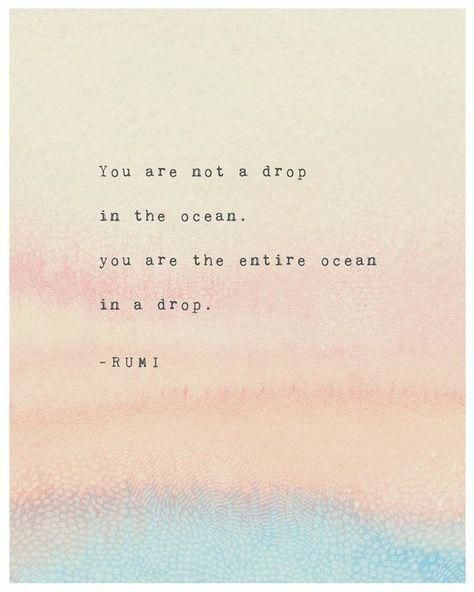 You are not a drop
in the ocean.
you are the entire ocean
in a drop.
-RUMI